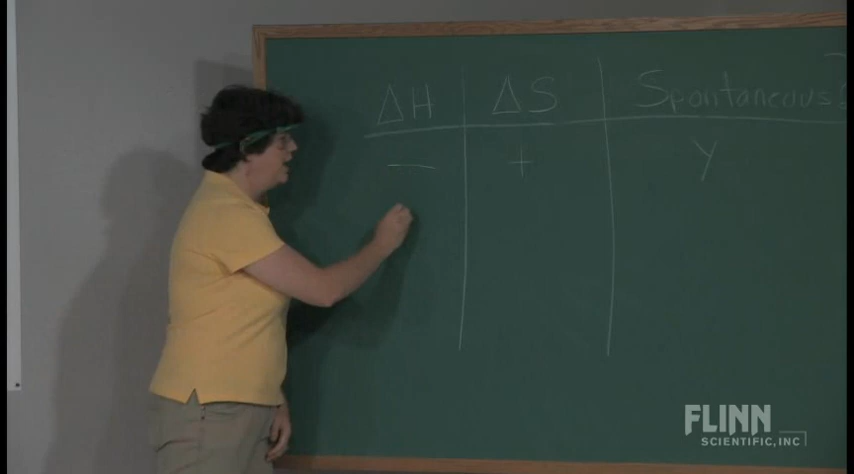 ΔH ΔS Spontaneous?
— + y
FLINN
SCIENTIFIC, INC